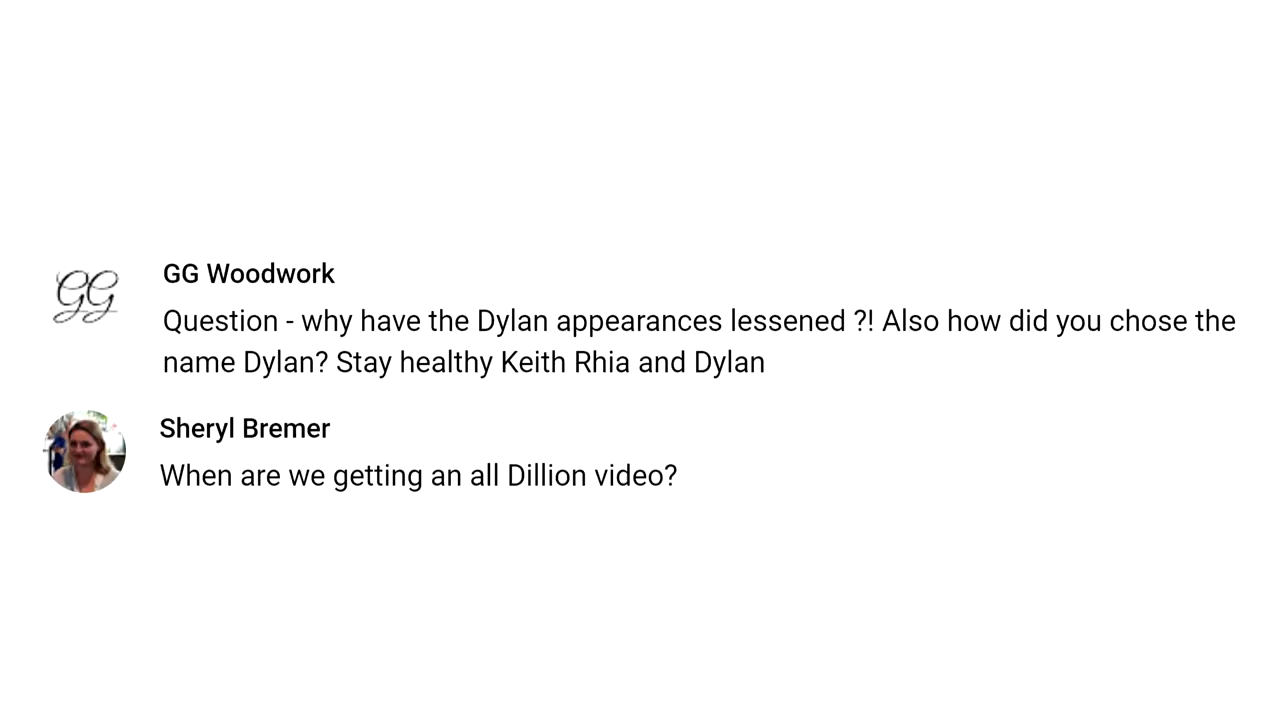 GG
GG Woodwork
Question - why have the Dylan appearances lessened ?! Also how did you chose the
name Dylan? Stay healthy Keith Rhia and Dylan
Sheryl Bremer
When are we getting an all Dillion video?